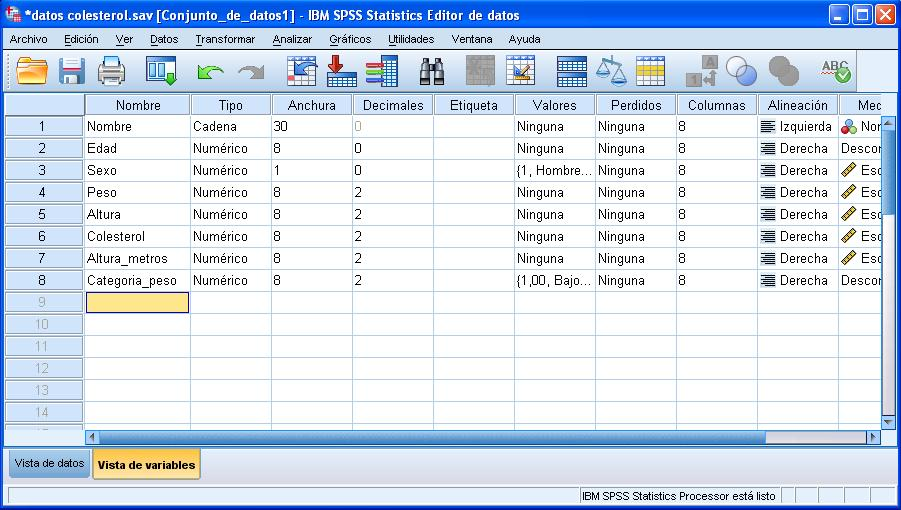 *datos colesterol.sav [Conjunto_de_datos1] - IBM SPSS Statistics Editor de datos
Archivo Edición Ver Datos Transformar Analizar Gráficos Utilidades Ventana Ayuda
A
ABC
Nombre Tipo Anchura Decimales Etiqueta Valores Perdidos Columnas Alineación Mec
1 Nombre Cadena 30 0 Ninguna Ninguna 8 Izquierda Nor
2 Edad Numérico 8 0 Ninguna Ninguna 8 Derecha Descor
3 Sexo Numérico 1 0 {1, Hombre... Ninguna 8 Derecha Esc
4 Peso Numérico 8 2 Ninguna Ninguna 8 Derecha Esc
5 Altura Numérico 8 2 Ninguna Ninguna 8 Derecha Esc
6 Colesterol Numérico 8 2 Ninguna Ninguna 8 Derecha Esc
7 Altura_metros Numérico 8 2 Ninguna Ninguna 8 Derecha Esc
8 Categoria_peso Numérico 8 2 {1,00, Bajo... Ninguna 8 Derecha Descor
9
10
11
12
13
14
Vista de datos Vista de variables
IBM SPSS Statistics Processor está listo